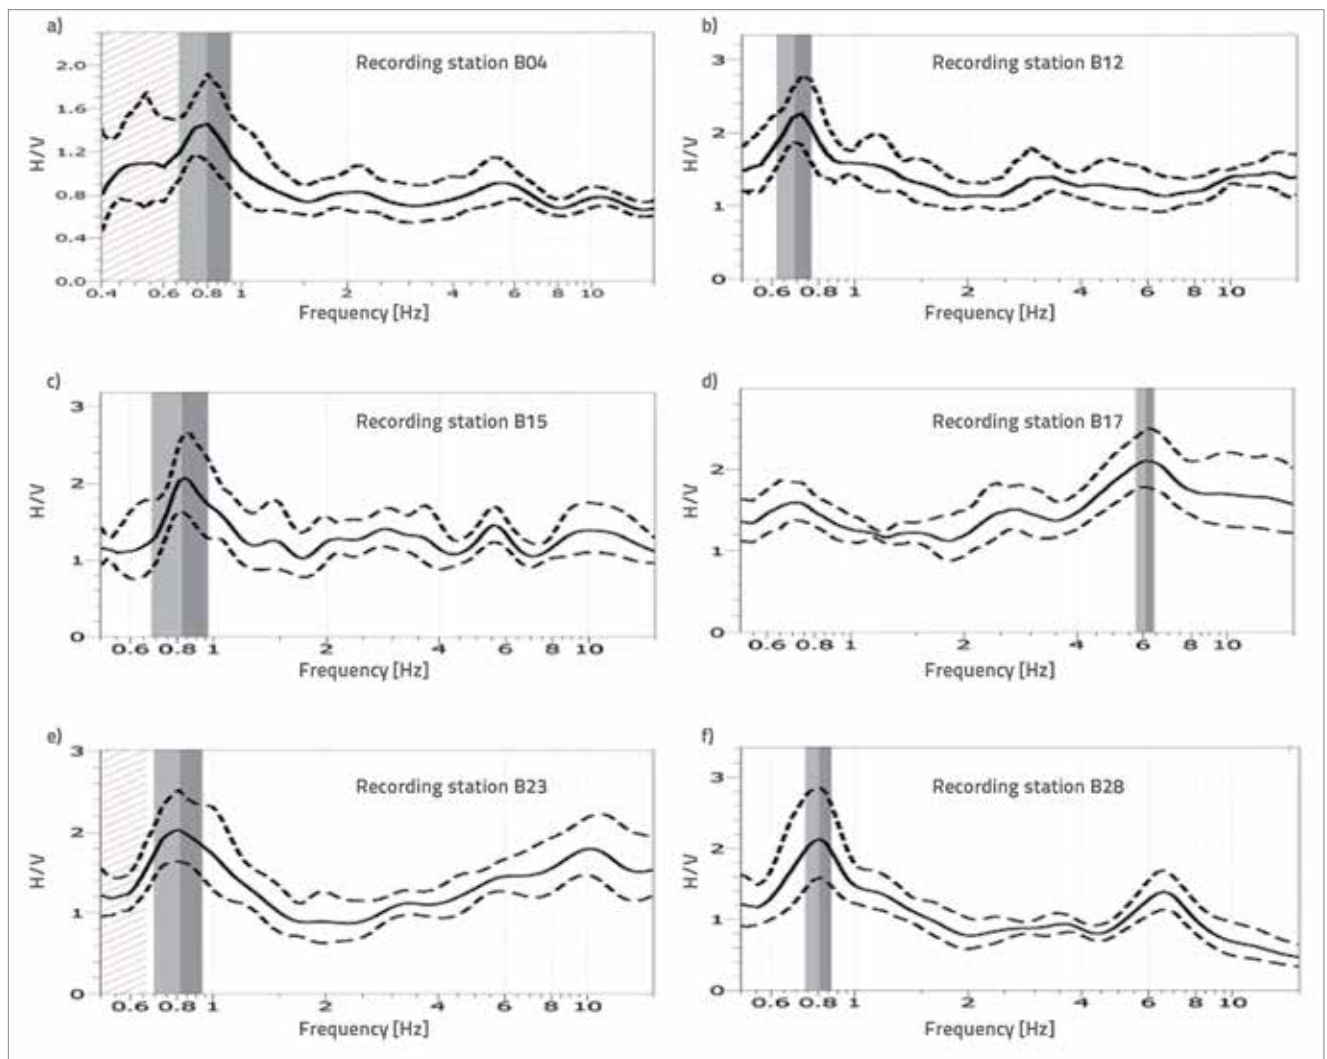 a)
Recording station B04
H/V
2.0
1.6
1.2
0.8
0.4
0.0
0.4 0.6 0.8 1 2 4 6 8 10
Frequency [Hz]
b)
Recording station B12
H/V
3
2
1
0
0.6 0.8 1 2 4 6 8 10
Frequency [Hz]
c)
Recording station B15
H/V
3
2
1
0
0.6 0.8 1 2 4 6 8 10
Frequency [Hz]
d)
Recording station B17
H/V
2
1
0
0.6 0.8 1 2 4 6 8 10
Frequency [Hz]
e)
Recording station B23
H/V
3
2
1
0
0.6 0.8 1 2 4 6 8 10
Frequency [Hz]
f)
Recording station B28
H/V
3
2
1
0
0.6 0.8 1 2 4 6 8 10
Frequency [Hz]